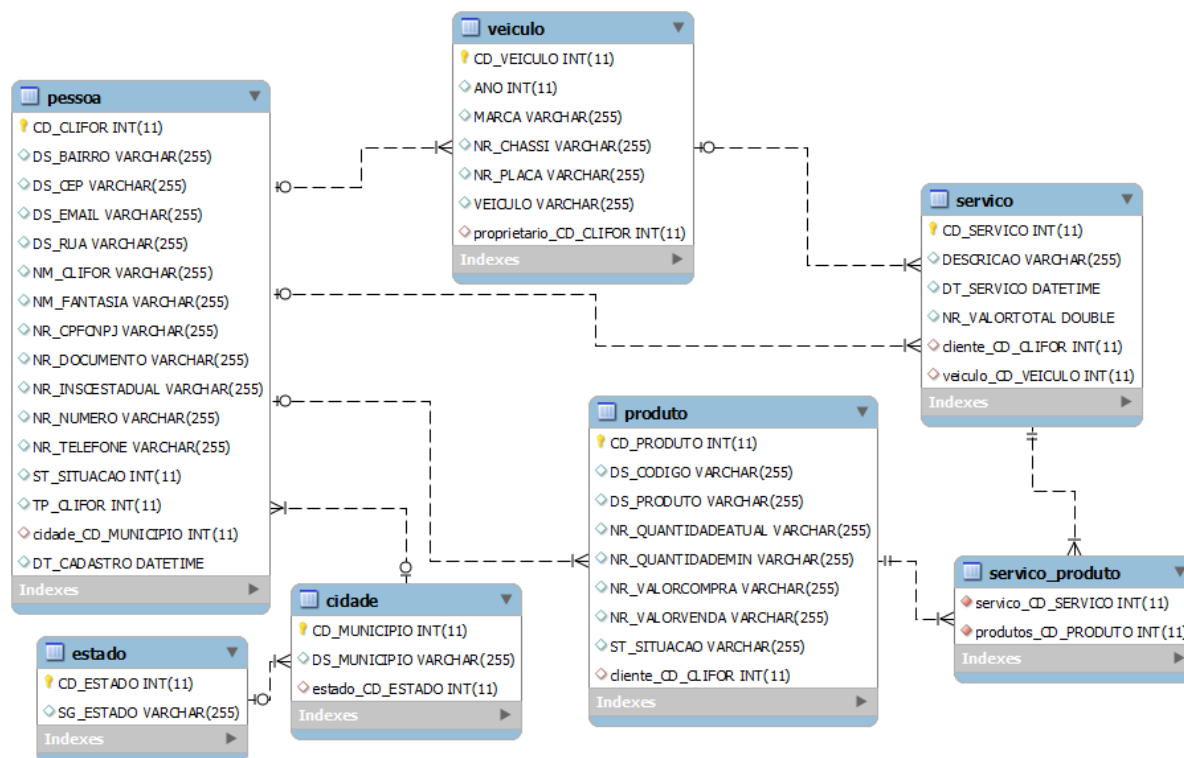 veiculo
CD_VEICULO INT(11)
ANO INT(11)
MARCA VARCHAR(255)
NR_CHASSI VARCHAR(255)
NR_PLACA VARCHAR(255)
VEICULO VARCHAR(255)
proprietario_CD_CLIFOR INT(11)
Indexes
pessoa
CD_CLIFOR INT(11)
DS_BAIRRO VARCHAR(255)
DS_CEP VARCHAR(255)
DS_EMAIL VARCHAR(255)
DS_RUA VARCHAR(255)
NM_CLIFOR VARCHAR(255)
NM_FANTASIA VARCHAR(255)
NR_CPFCNPJ VARCHAR(255)
NR_DOCUMENTO VARCHAR(255)
NR_INSCESTADUAL VARCHAR(255)
NR_NUMERO VARCHAR(255)
NR_TELEFONE VARCHAR(255)
ST_SITUACAO INT(11)
TP_CLIFOR INT(11)
cidade_CD_MUNICIPIO INT(11)
DT_CADASTRO DATETIME
Indexes
servico
CD_SERVICO INT(11)
DESCRICAO VARCHAR(255)
DT_SERVICO DATETIME
NR_VALORTOTAL DOUBLE
cliente_CD_CLIFOR INT(11)
veiculo_CD_VEICULO INT(11)
Indexes
produto
CD_PRODUTO INT(11)
DS_CODIGO VARCHAR(255)
DS_PRODUTO VARCHAR(255)
NR_QUANTIDADEATUAL VARCHAR(255)
NR_QUANTIDADEMIN VARCHAR(255)
NR_VALORCOMPRA VARCHAR(255)
NR_VALORVENDA VARCHAR(255)
ST_SITUACAO VARCHAR(255)
cliente_CD_CLIFOR INT(11)
Indexes
servico_produto
servico_CD_SERVICO INT(11)
produtos_CD_PRODUTO INT(11)
Indexes
cidade
CD_MUNICIPIO INT(11)
DS_MUNICIPIO VARCHAR(255)
estado_CD_ESTADO INT(11)
Indexes
estado
CD_ESTADO INT(11)
SG_ESTADO VARCHAR(255)
Indexes